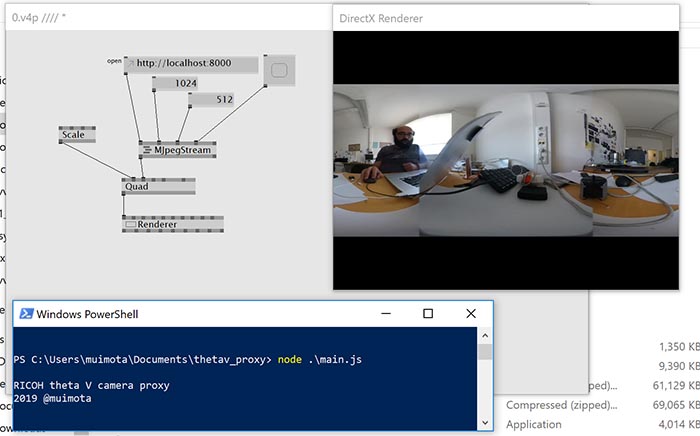 0.v4p //// *
DirectX Renderer
open
http://localhost:8000
1024
512
Scale
MJpegStream
Quad
Renderer
Windows PowerShell
PS C:\Users\muimota\Documents\thetav_proxy> node .\main.js
RICOH theta V camera proxy
2019 @muimota
1,350 KB
9,390 KB
61,129 KB
Compressed (zipped)...
69,065 KB
Application
4,014 KB